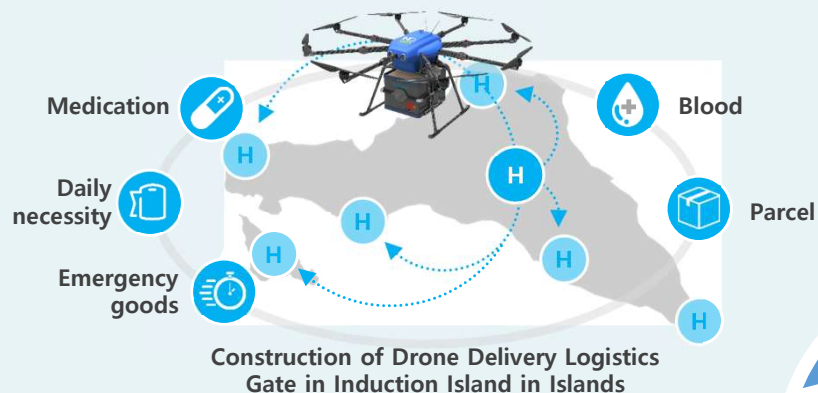 H
Medication
Blood
H
H
Daily
necessity
H
Parcel
H
H
Emergency
goods
H
Construction of Drone Delivery Logistics
Gate in Induction Island in Islands